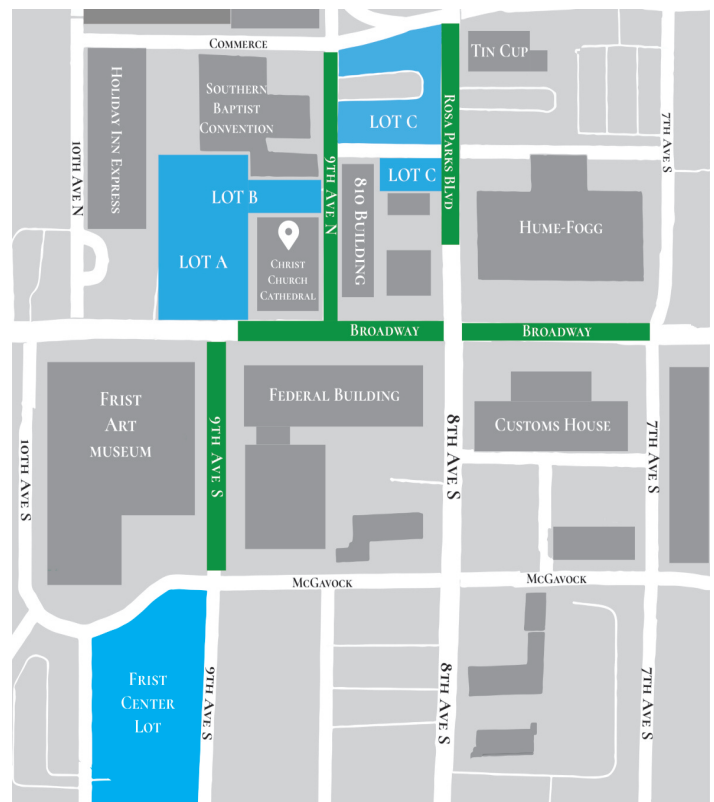 Commerce
Tin Cup
Holiday Inn Express
Southern
Baptist
Convention
LOT C
Rosa Parks Blvd
7th Ave S
10th Ave N
9th Ave N
LOT B
LOT C
810 Building
Hume-Fogg
LOT A
Christ
Church
Cathedral
Broadway
Broadway
Frist
Art
museum
Federal Building
Customs House
10th Ave S
9th Ave S
8th Ave S
7th Ave S
McGavock
McGavock
Frist
Center
Lot
9th Ave S
8th Ave S
7th Ave S